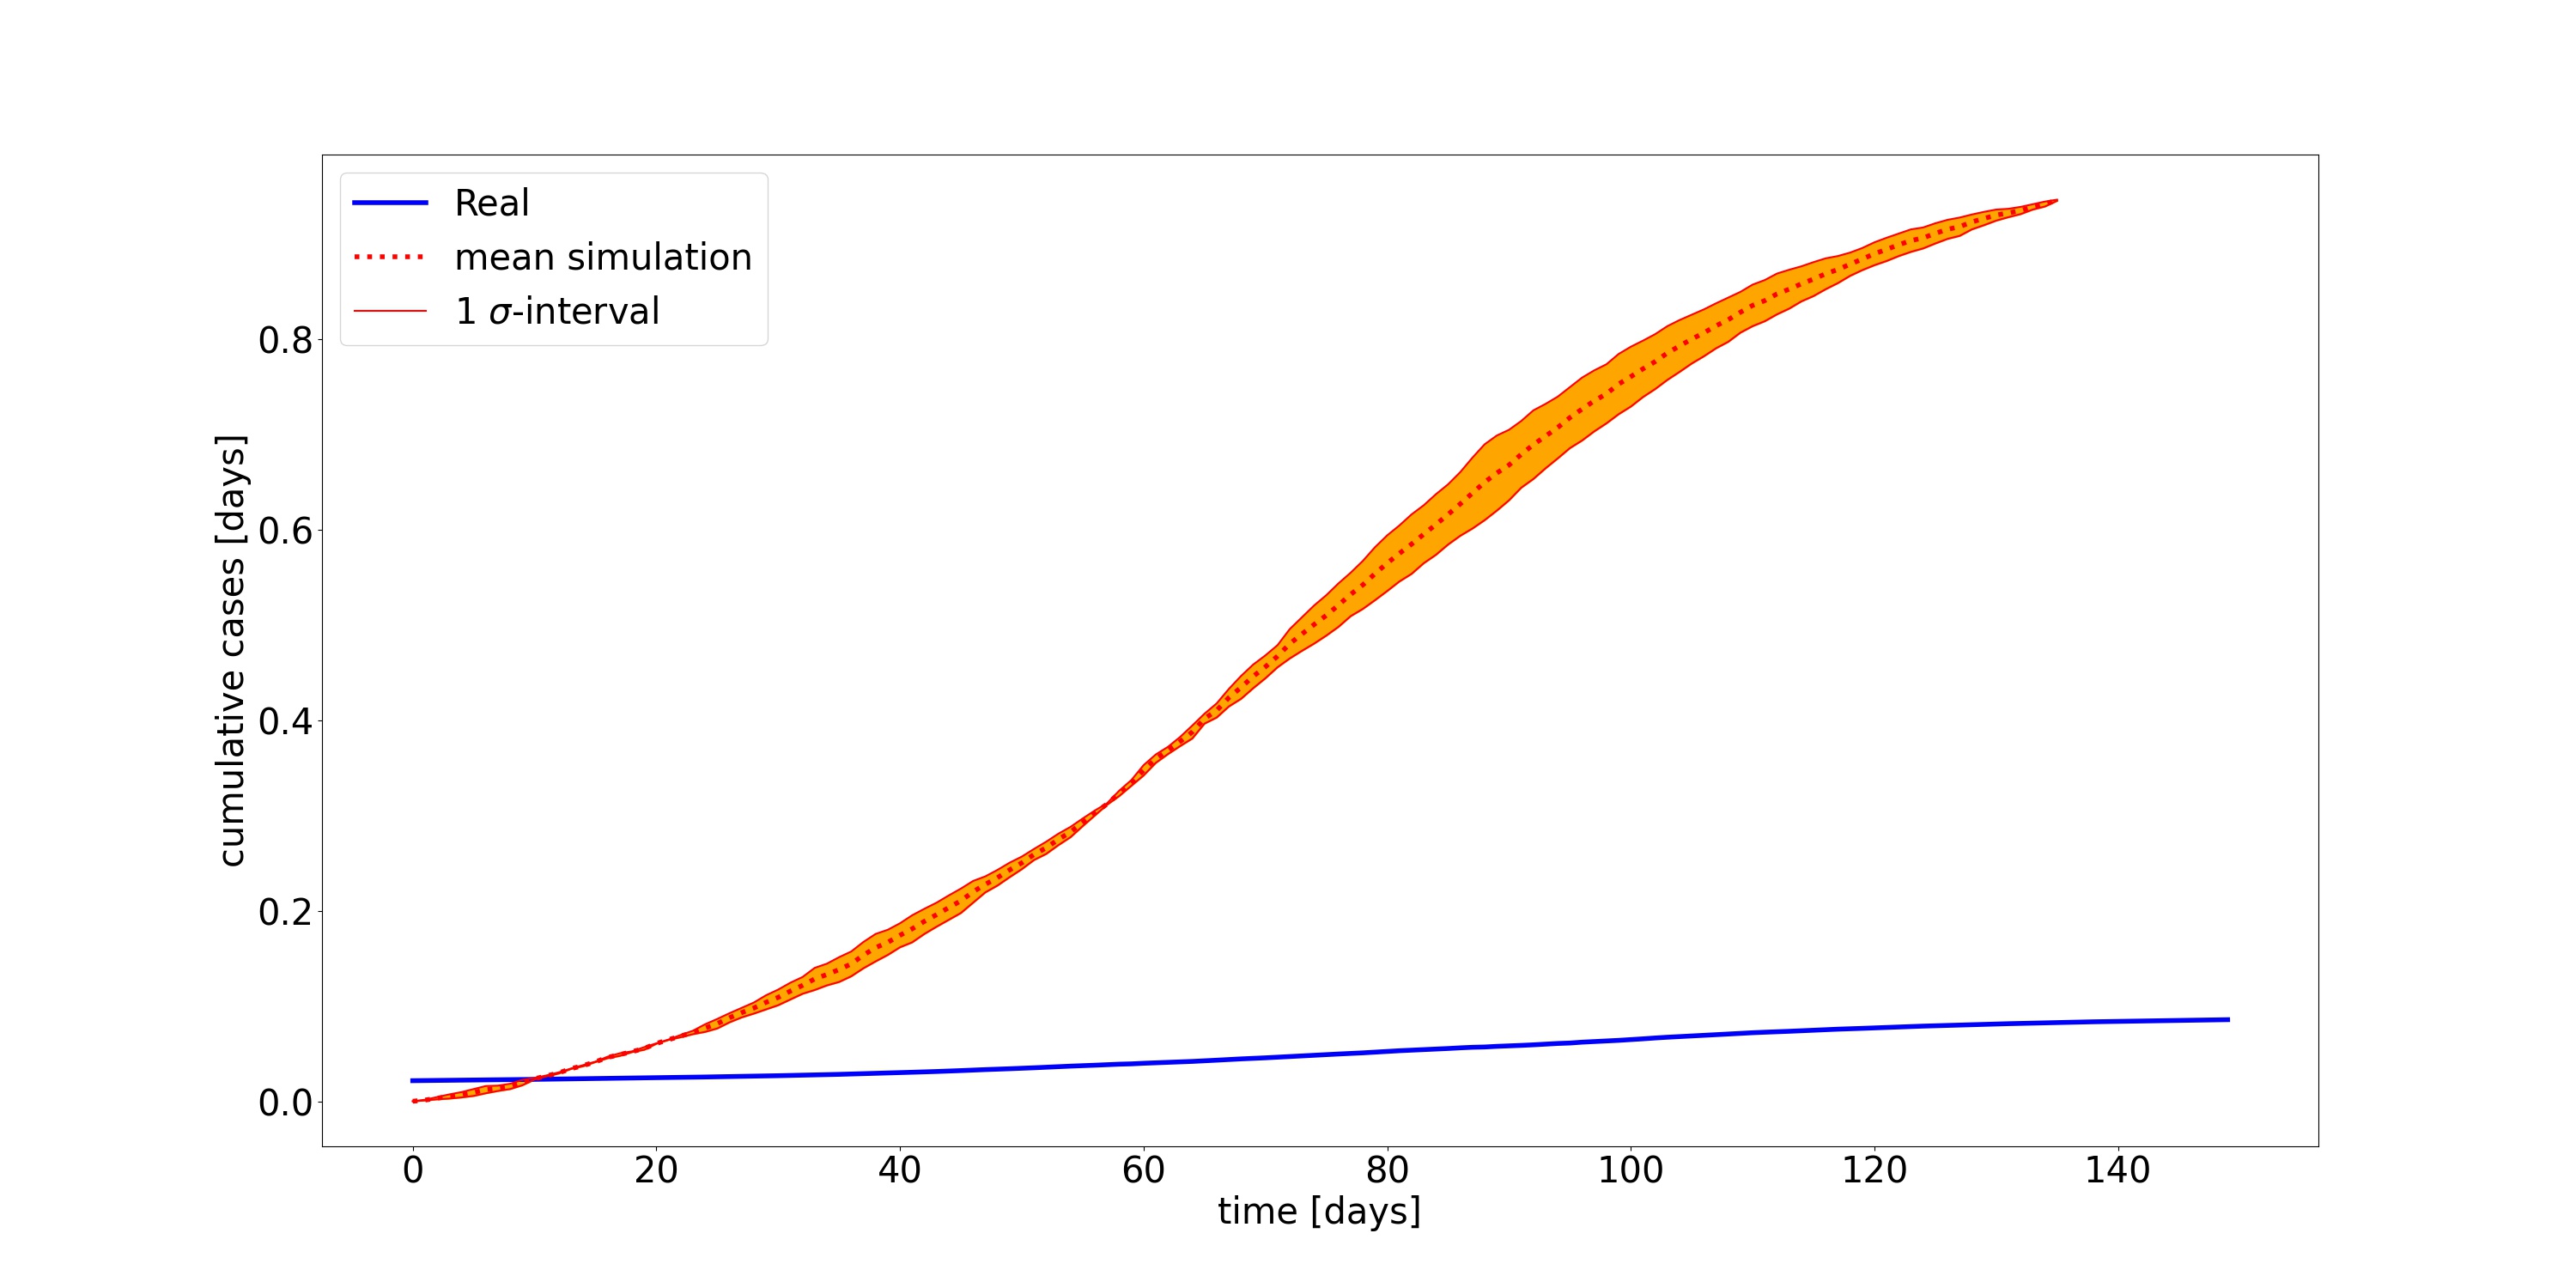 Real
mean simulation
1 σ-interval
0.8
0.6
0.4
0.2
0.0
cumulative cases [days]
0 20 40 60 80 100 120 140
time [days]